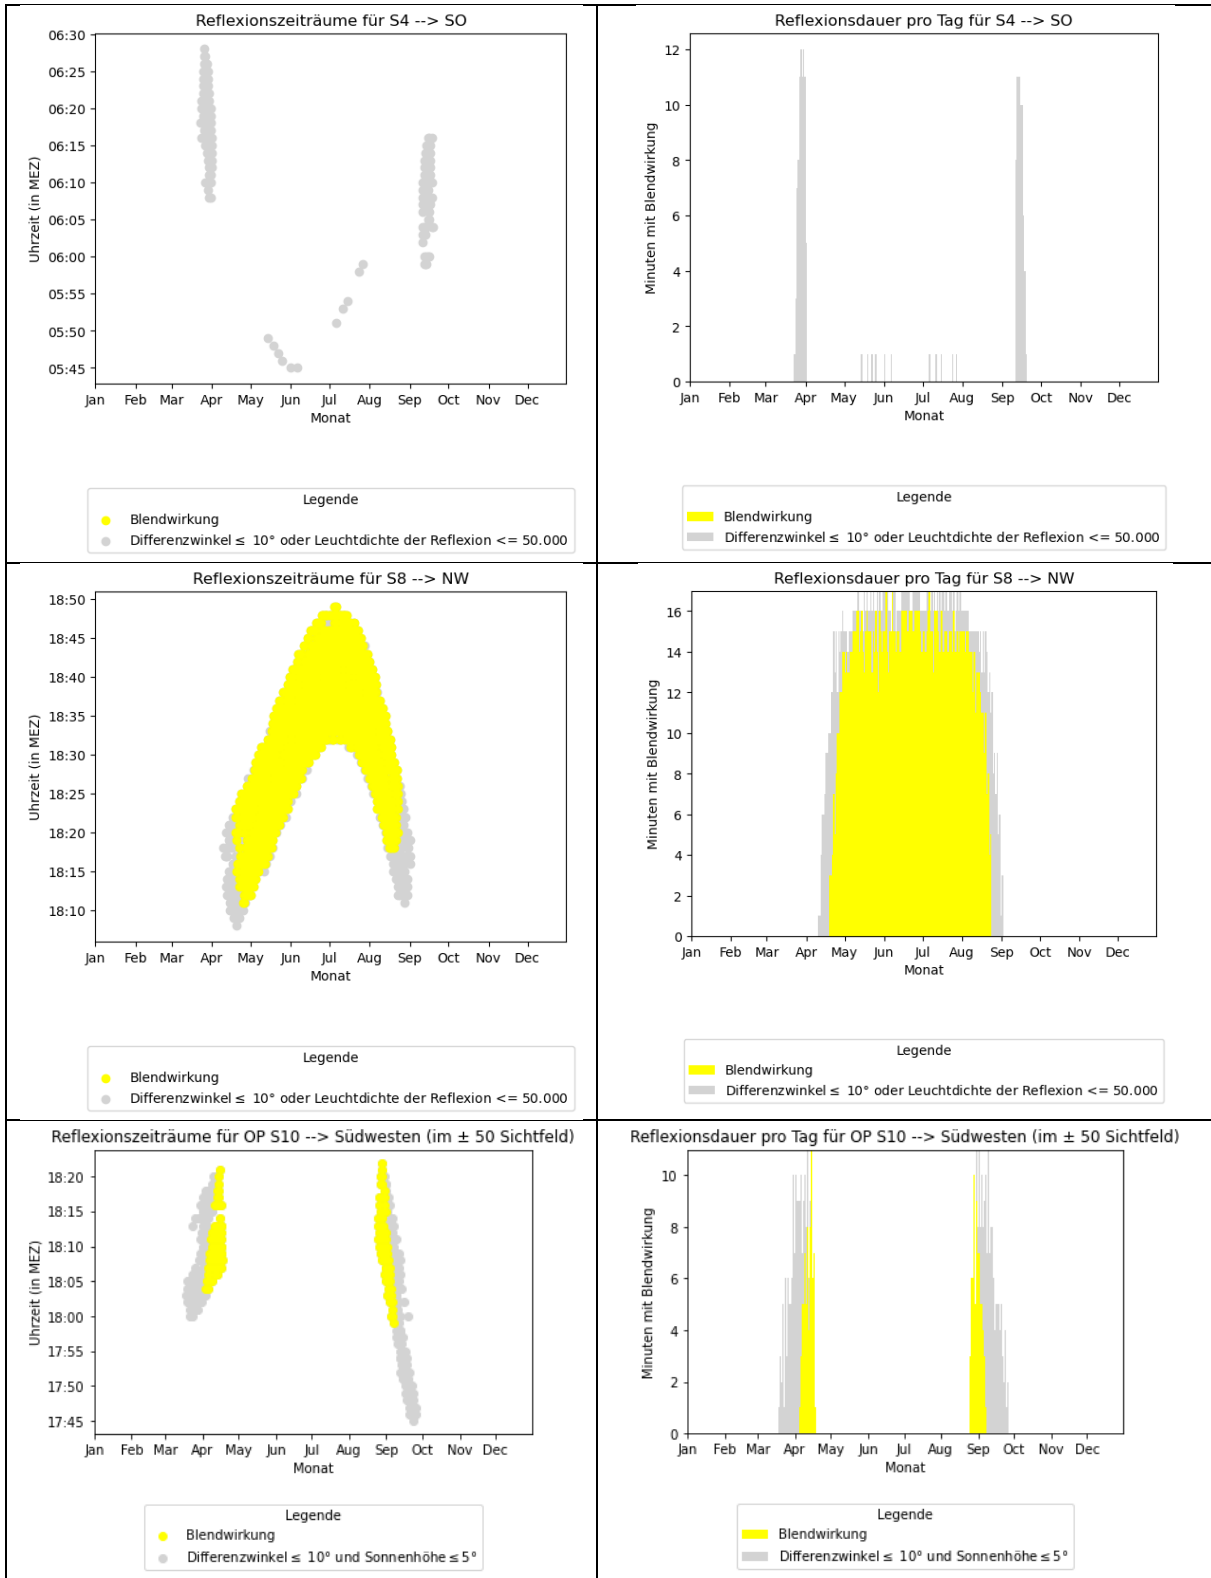 Reflexionszeiträume für S4 --> SO
06:30
06:25
06:20
06:15
06:10
06:05
06:00
05:55
05:50
05:45
Uhrzeit (in MEZ)
Jan Feb Mar Apr May Jun Jul Aug Sep Oct Nov Dec
Monat
Legende
Blendwirkung
Differenzwinkel ≤ 10° oder Leuchtdichte der Reflexion <= 50.000
Reflexionsdauer pro Tag für S4 --> SO
12
10
8
6
4
2
0
Minuten mit Blendwirkung
Jan Feb Mar Apr May Jun Jul Aug Sep Oct Nov Dec
Monat
Legende
Blendwirkung
Differenzwinkel ≤ 10° oder Leuchtdichte der Reflexion <= 50.000
Reflexionszeiträume für S8 --> NW
18:50
18:45
18:40
18:35
18:30
18:25
18:20
18:15
18:10
Uhrzeit (in MEZ)
Jan Feb Mar Apr May Jun Jul Aug Sep Oct Nov Dec
Monat
Legende
Blendwirkung
Differenzwinkel ≤ 10° oder Leuchtdichte der Reflexion <= 50.000
Reflexionsdauer pro Tag für S8 --> NW
16
14
12
10
8
6
4
2
0
Minuten mit Blendwirkung
Jan Feb Mar Apr May Jun Jul Aug Sep Oct Nov Dec
Monat
Legende
Blendwirkung
Differenzwinkel ≤ 10° oder Leuchtdichte der Reflexion <= 50.000
Reflexionszeiträume für OP S10 --> Südwesten (im ± 50 Sichtfeld)
18:20
18:15
18:10
18:05
18:00
17:55
17:50
17:45
Uhrzeit (in MEZ)
Jan Feb Mar Apr May Jun Jul Aug Sep Oct Nov Dec
Monat
Legende
Blendwirkung
Differenzwinkel ≤ 10° und Sonnenhöhe ≤ 5°
Reflexionsdauer pro Tag für OP S10 --> Südwesten (im ± 50 Sichtfeld)
10
8
6
4
2
0
Minuten mit Blendwirkung
Jan Feb Mar Apr May Jun Jul Aug Sep Oct Nov Dec
Monat
Legende
Blendwirkung
Differenzwinkel ≤ 10° und Sonnenhöhe ≤ 5°